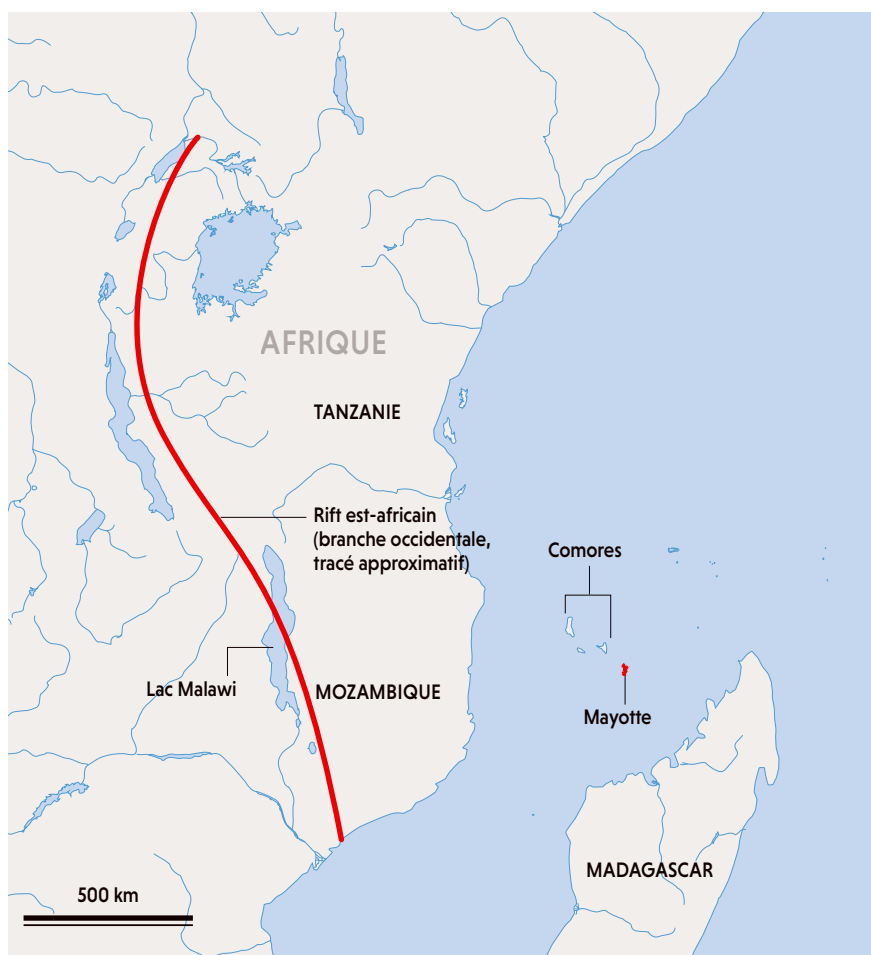 AFRIQUE
TANZANIE
Rift est-africain
(branche occidentale,
tracé approximatif)
Comores
Lac Malawi
MOZAMBIQUE
Mayotte
MADAGASCAR
500 km